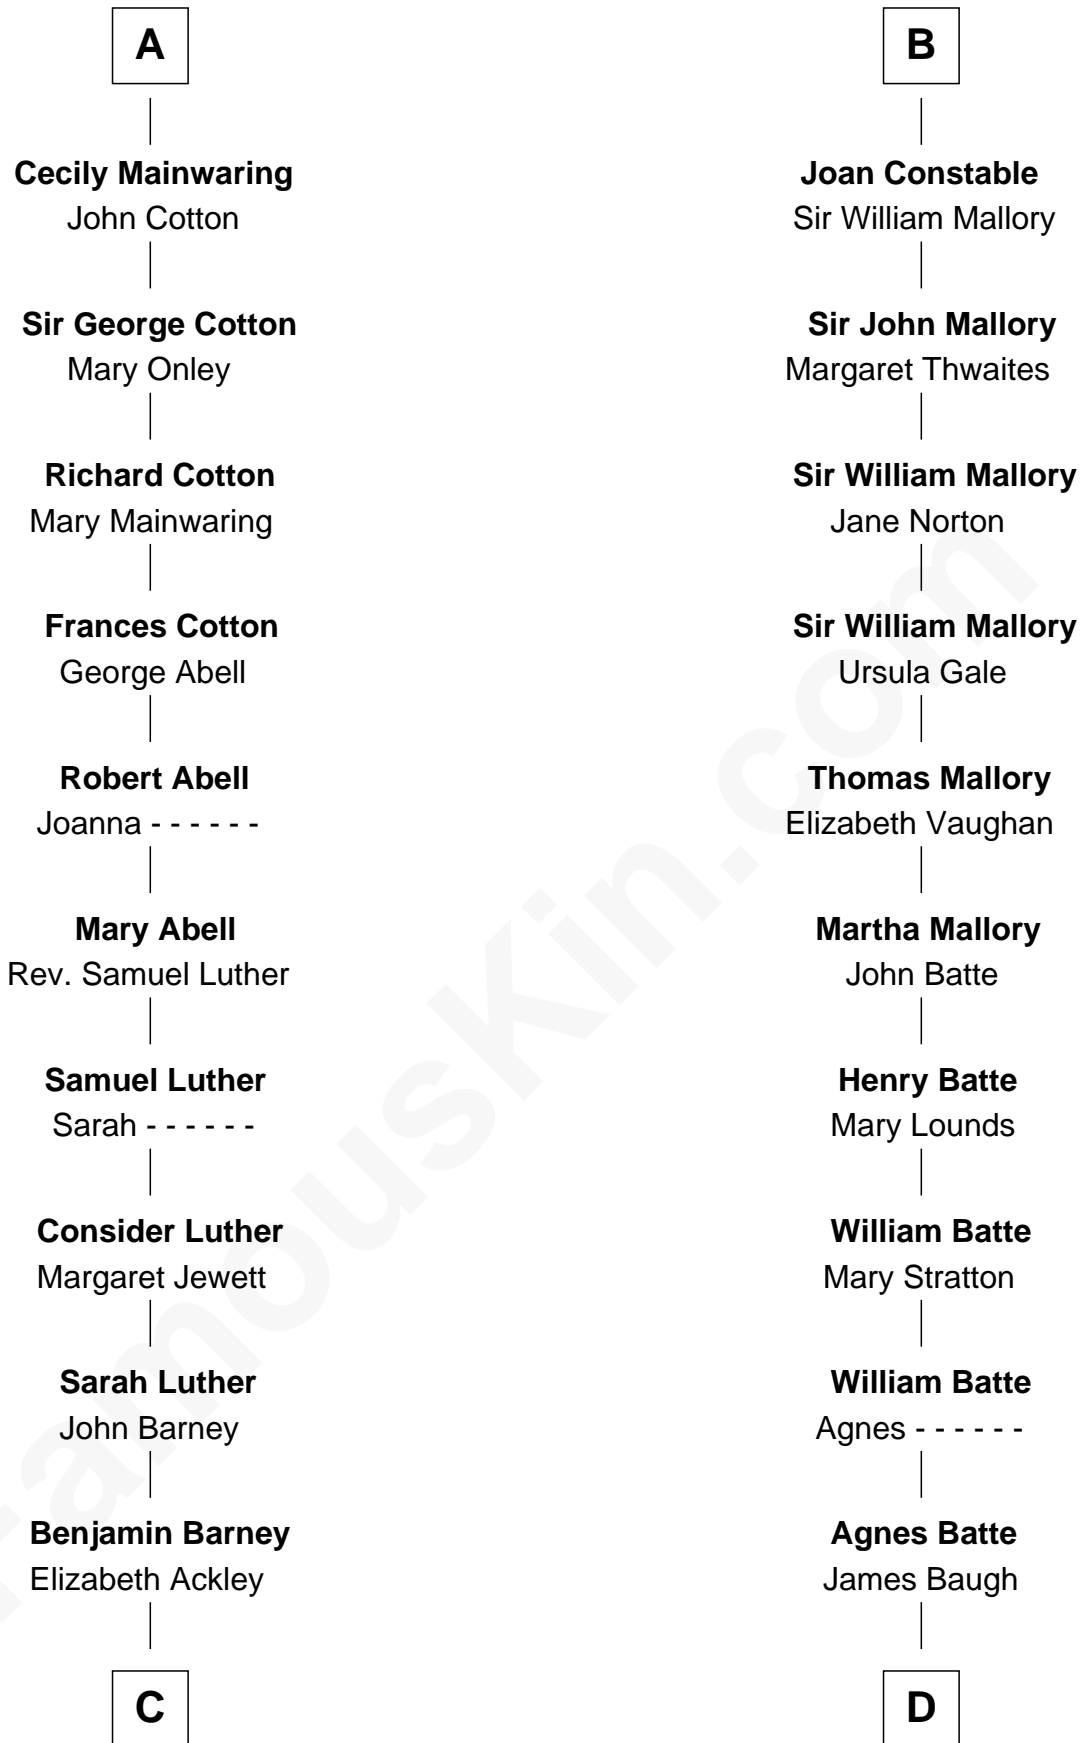 A
Cecily Mainwaring
John Cotton
Sir George Cotton
Mary Onley
Richard Cotton
Mary Mainwaring
Frances Cotton
George Abell
Robert Abell
Joanna - - - - - -
Mary Abell
Rev. Samuel Luther
Samuel Luther
Sarah - - - - - -
Consider Luther
Margaret Jewett
Sarah Luther
John Barney
Benjamin Barney
Elizabeth Ackley
C
B
Joan Constable
Sir William Mallory
Sir John Mallory
Margaret Thwaites
Sir William Mallory
Jane Norton
Sir William Mallory
Ursula Gale
Thomas Mallory
Elizabeth Vaughan
Martha Mallory
John Batte
Henry Batte
Mary Lounds
William Batte
Mary Stratton
William Batte
Agnes - - - - - -
Agnes Batte
James Baugh
D
FamousKin.com